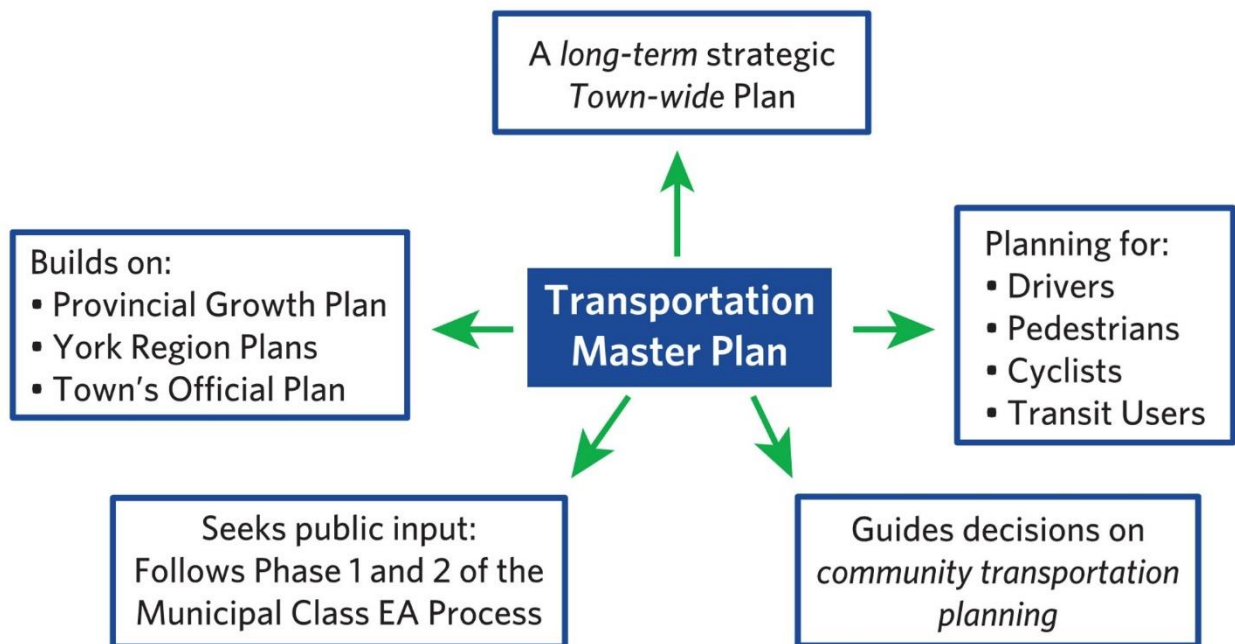 A long-term strategic
Town-wide Plan
Builds on:
• Provincial Growth Plan
• York Region Plans
• Town's Official Plan
Transportation
Master Plan
Planning for:
• Drivers
• Pedestrians
• Cyclists
• Transit Users
Seeks public input:
Follows Phase 1 and 2 of the
Municipal Class EA Process
Guides decisions on
community transportation
planning